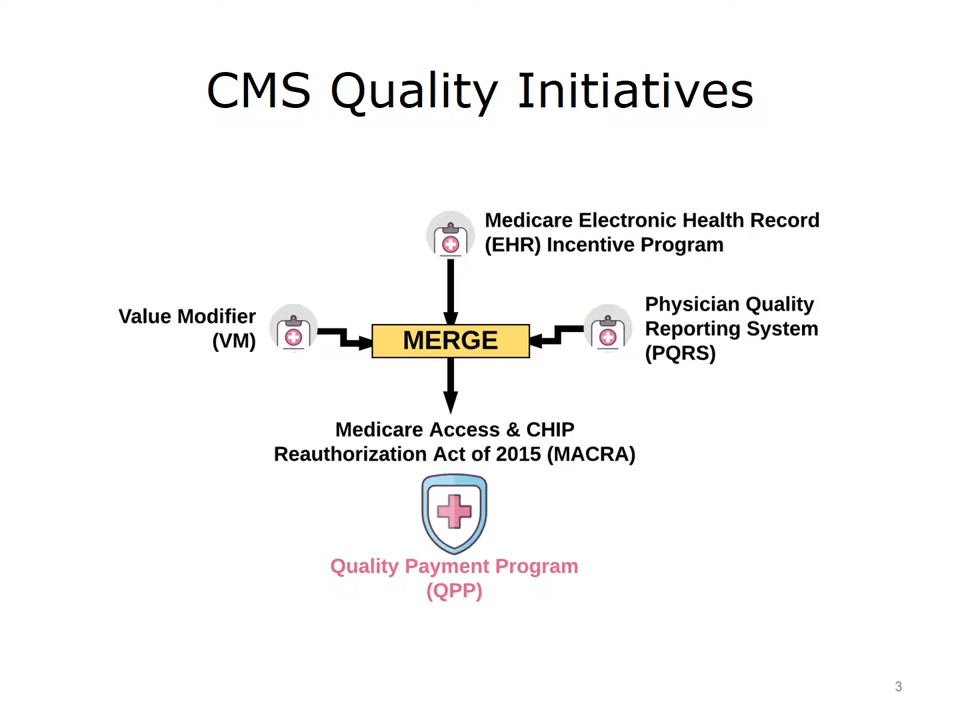 CMS Quality Initiatives
Medicare Electronic Health Record
(EHR) Incentive Program
Value Modifier
(VM)
MERGE
Physician Quality
Reporting System
(PQRS)
Medicare Access & CHIP
Reauthorization Act of 2015 (MACRA)
Quality Payment Program
(QPP)
3